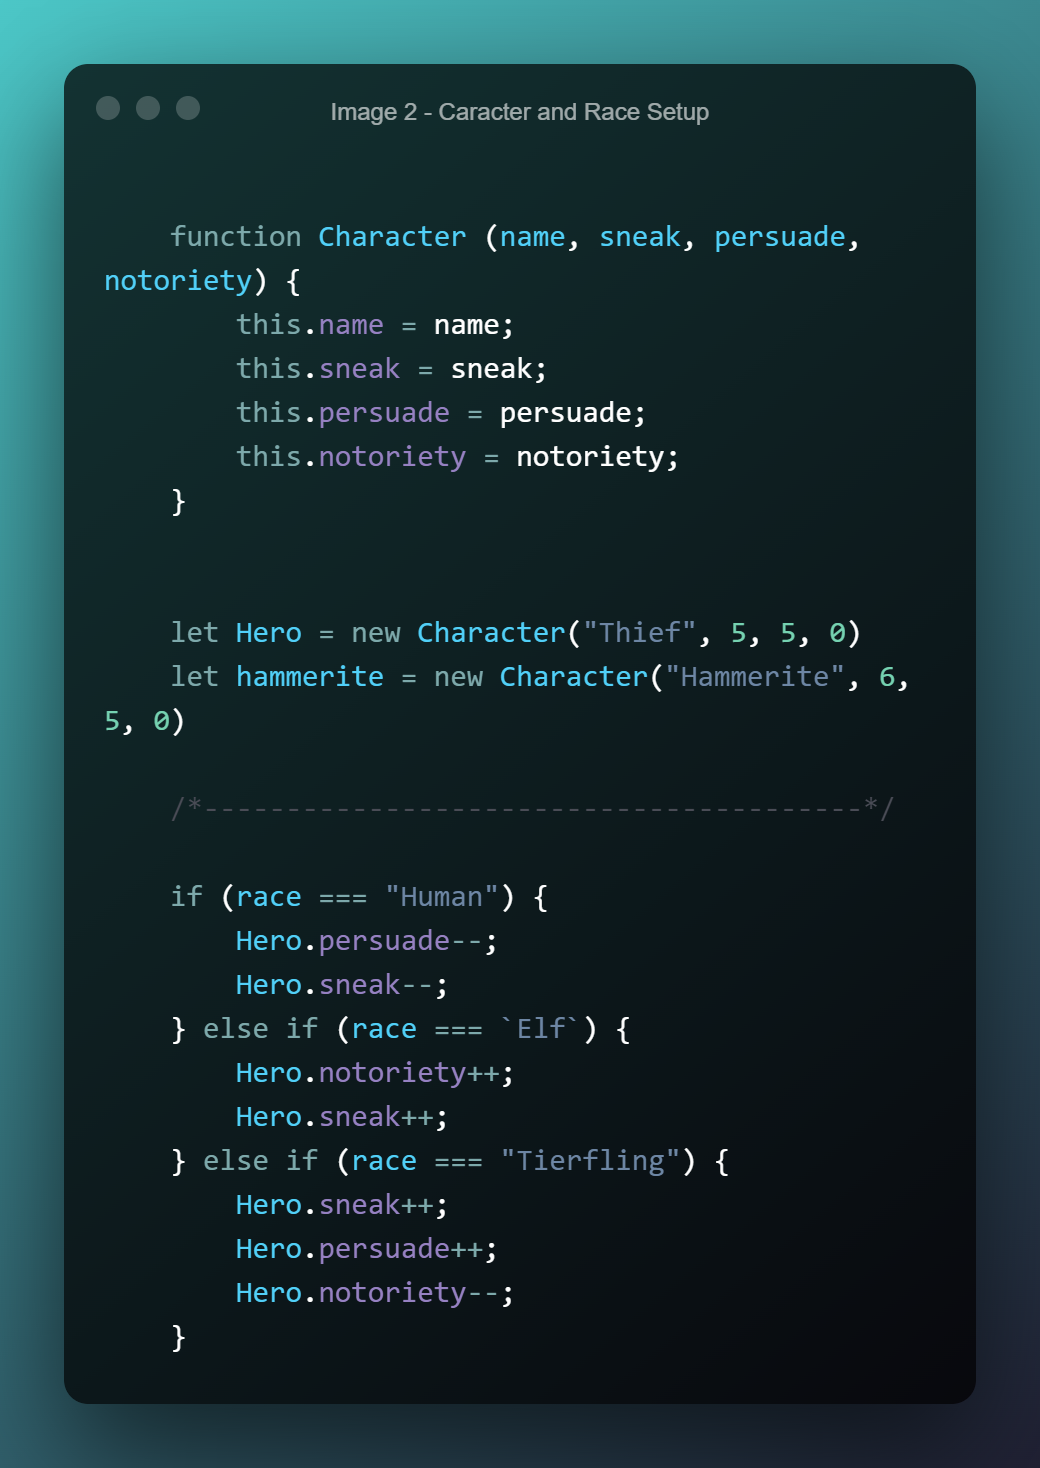 Image 2 - Caracter and Race Setup
function Character (name, sneak, persuade,
notoriety) {
this.name = name;
this.sneak = sneak;
this.persuade = persuade;
this.notoriety = notoriety;
}
let Hero = new Character("Thief", 5, 5, 0)
let hammerite = new Character("Hammerite", 6,
5, 0)
/*----------------------------------------*/
if (race === "Human") {
Hero.persuade--;
Hero.sneak--;
} else if (race === `Elf`) {
Hero.notoriety++;
Hero.sneak++;
} else if (race === "Tierfling") {
Hero.sneak++;
Hero.persuade++;
Hero.notoriety--;
}